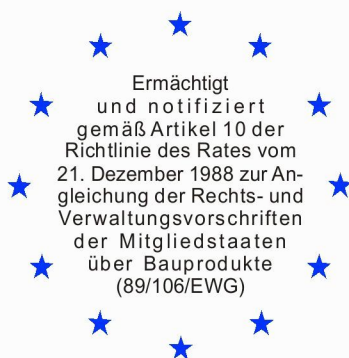 Ermächtigt
und notifiziert
gemäß Artikel 10 der
Richtlinie des Rates vom
21. Dezember 1988 zur An-
gleichung der Rechts- und
Verwaltungsvorschriften
der Mitgliedstaaten
über Bauprodukte
(89/106/EWG)